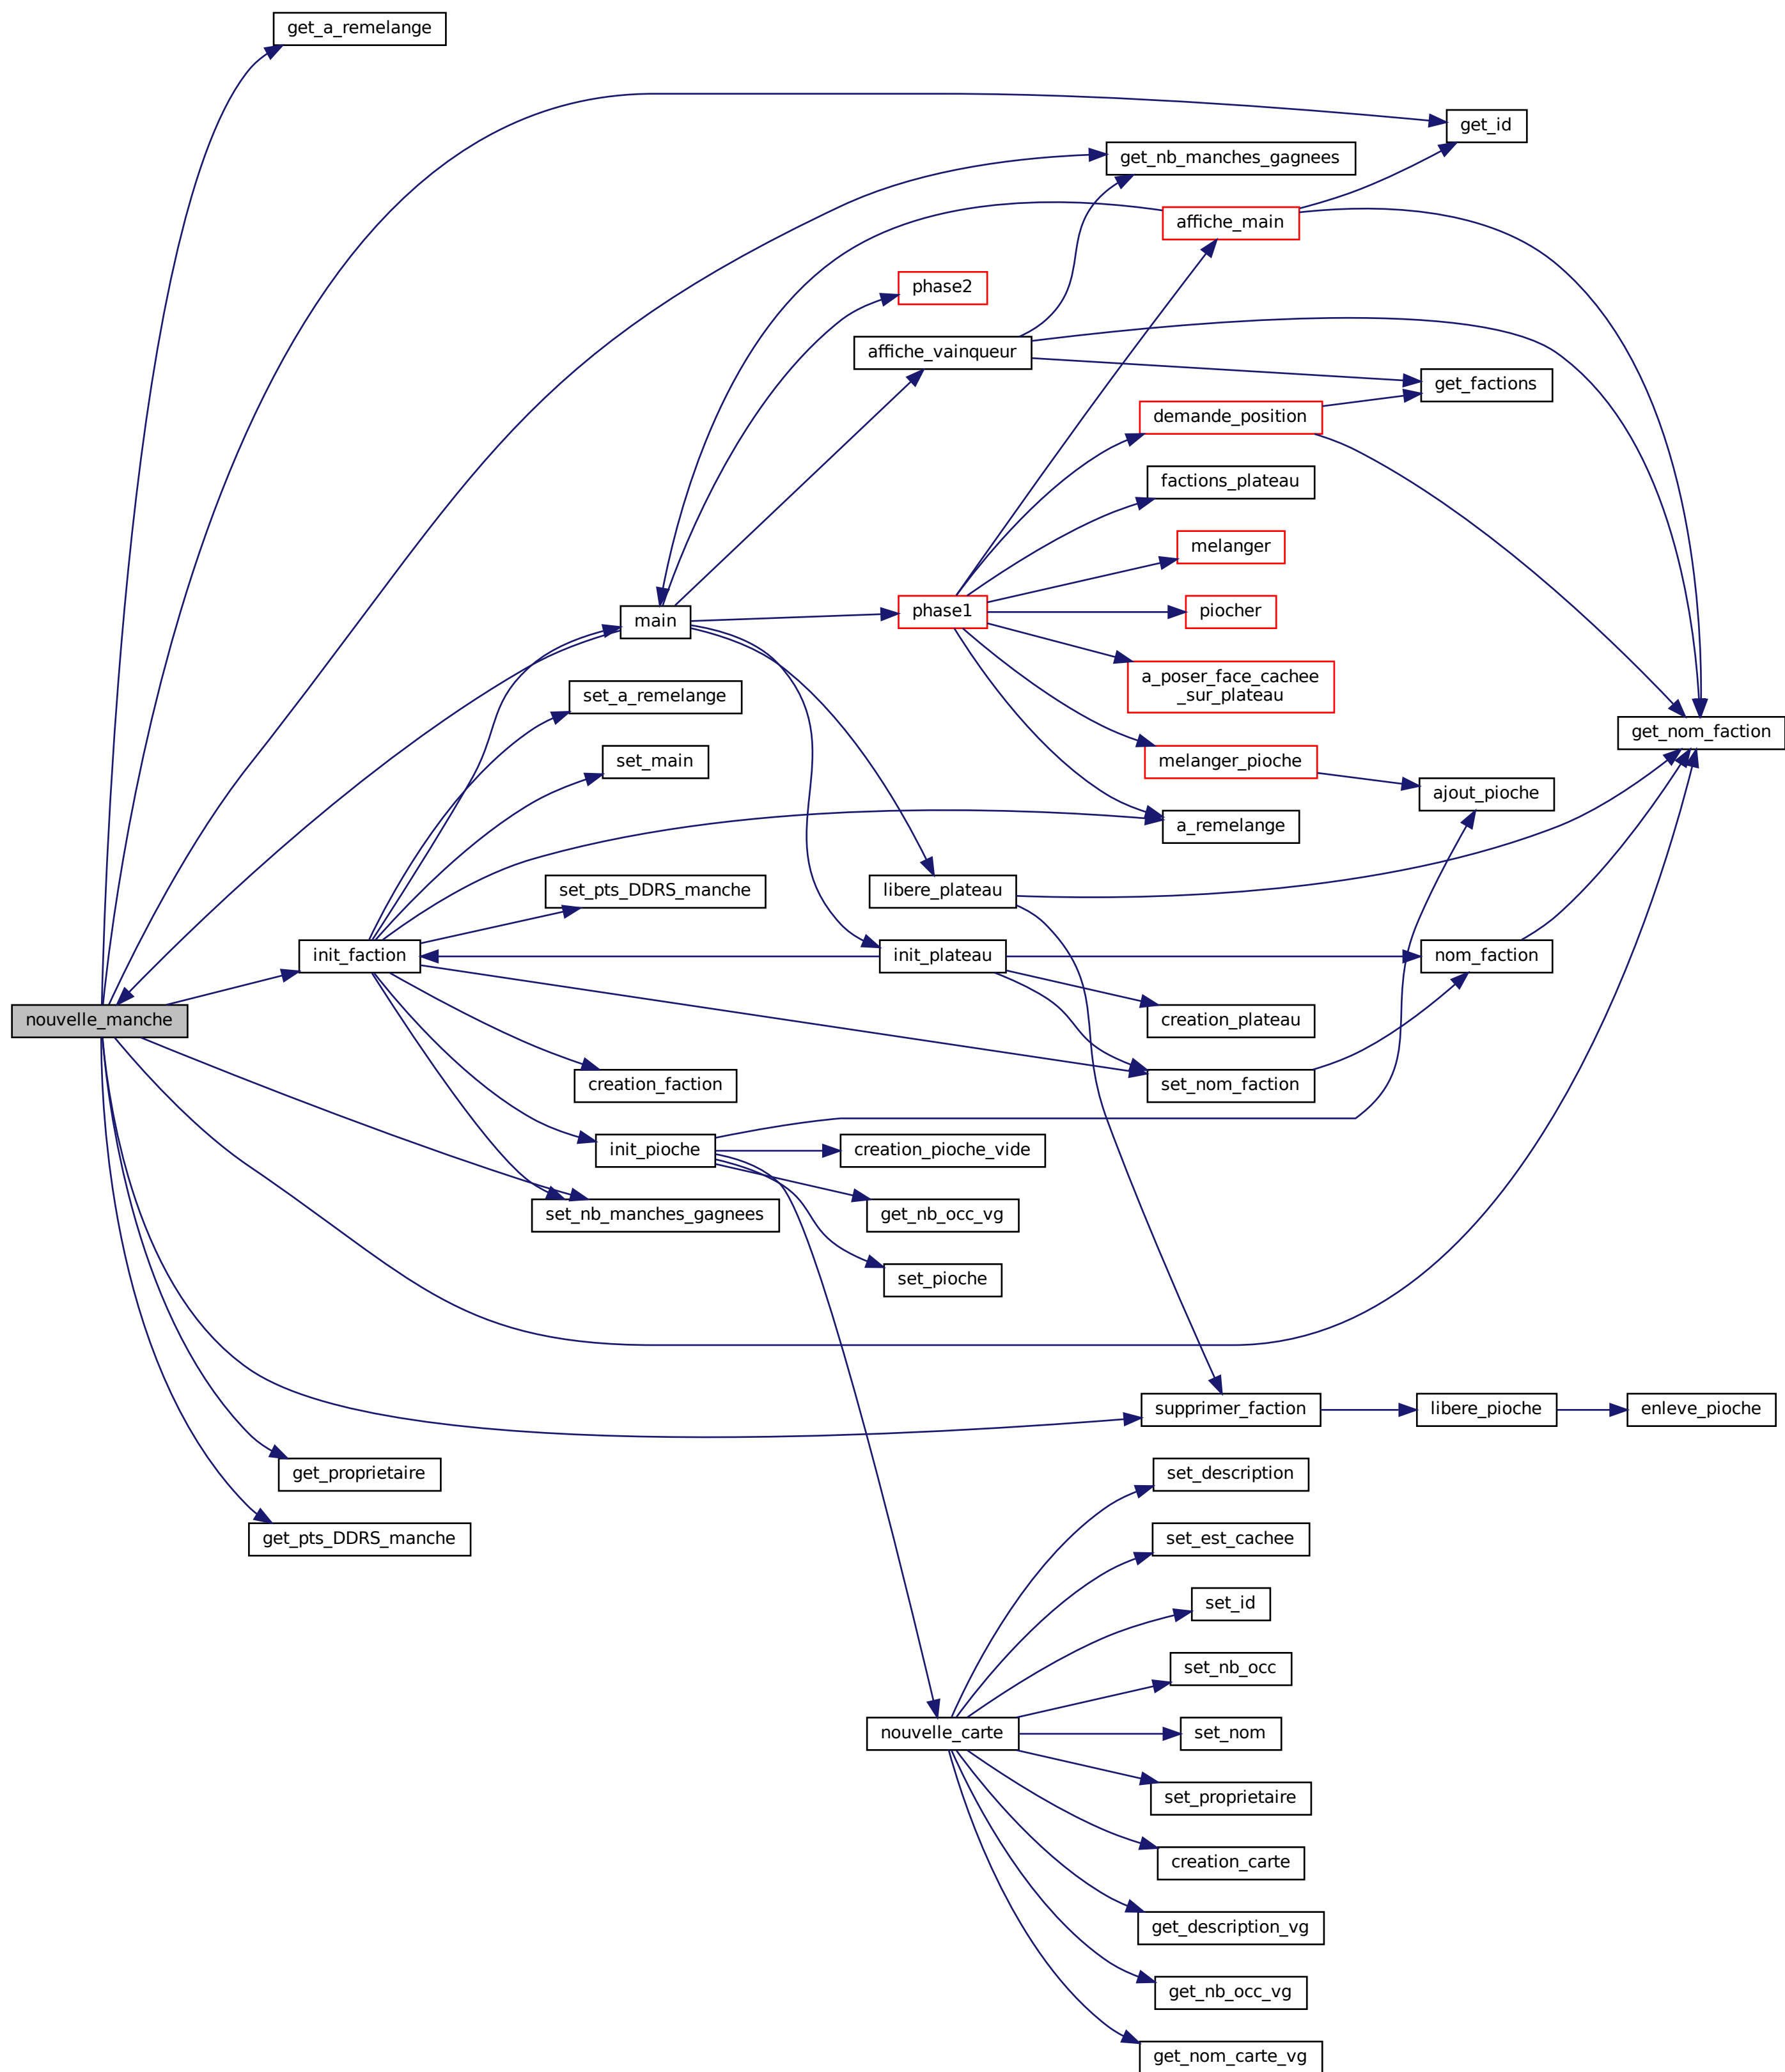 get_a_remelange
get_id
get_nb_manches_gagnees
affiche_main
phase2
affiche_vainqueur
get_factions
demande_position
factions_plateau
melanger
phase1
piocher
main
a_poser_face_cachee
_sur_plateau
set_a_remelange
get_nom_faction
set_main
melanger_pioche
ajout_pioche
a_remelange
set_pts_DDRS_manche
libere_plateau
init_faction
init_plateau
nom_faction
nouvelle_manche
creation_plateau
creation_faction
set_nom_faction
init_pioche
creation_pioche_vide
set_nb_manches_gagnees
get_nb_occ_vg
set_pioche
supprimer_faction
libere_pioche
enleve_pioche
get_proprietaire
set_description
get_pts_DDRS_manche
set_est_cachee
set_id
set_nb_occ
nouvelle_carte
set_nom
set_proprietaire
creation_carte
get_description_vg
get_nb_occ_vg
get_nom_carte_vg